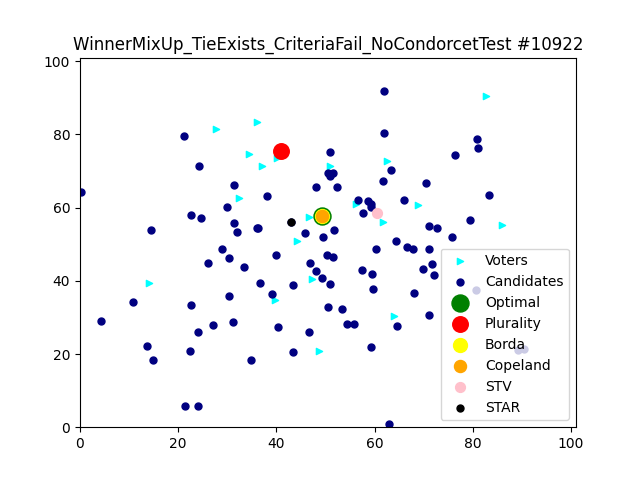 WinnerMixUp_TieExists_CriteriaFail_NoCondorcetTest #10922
100
80
60
40
20
0
0 20 40 60 80 100
Voters
Candidates
Optimal
Plurality
Borda
Copeland
STV
STAR